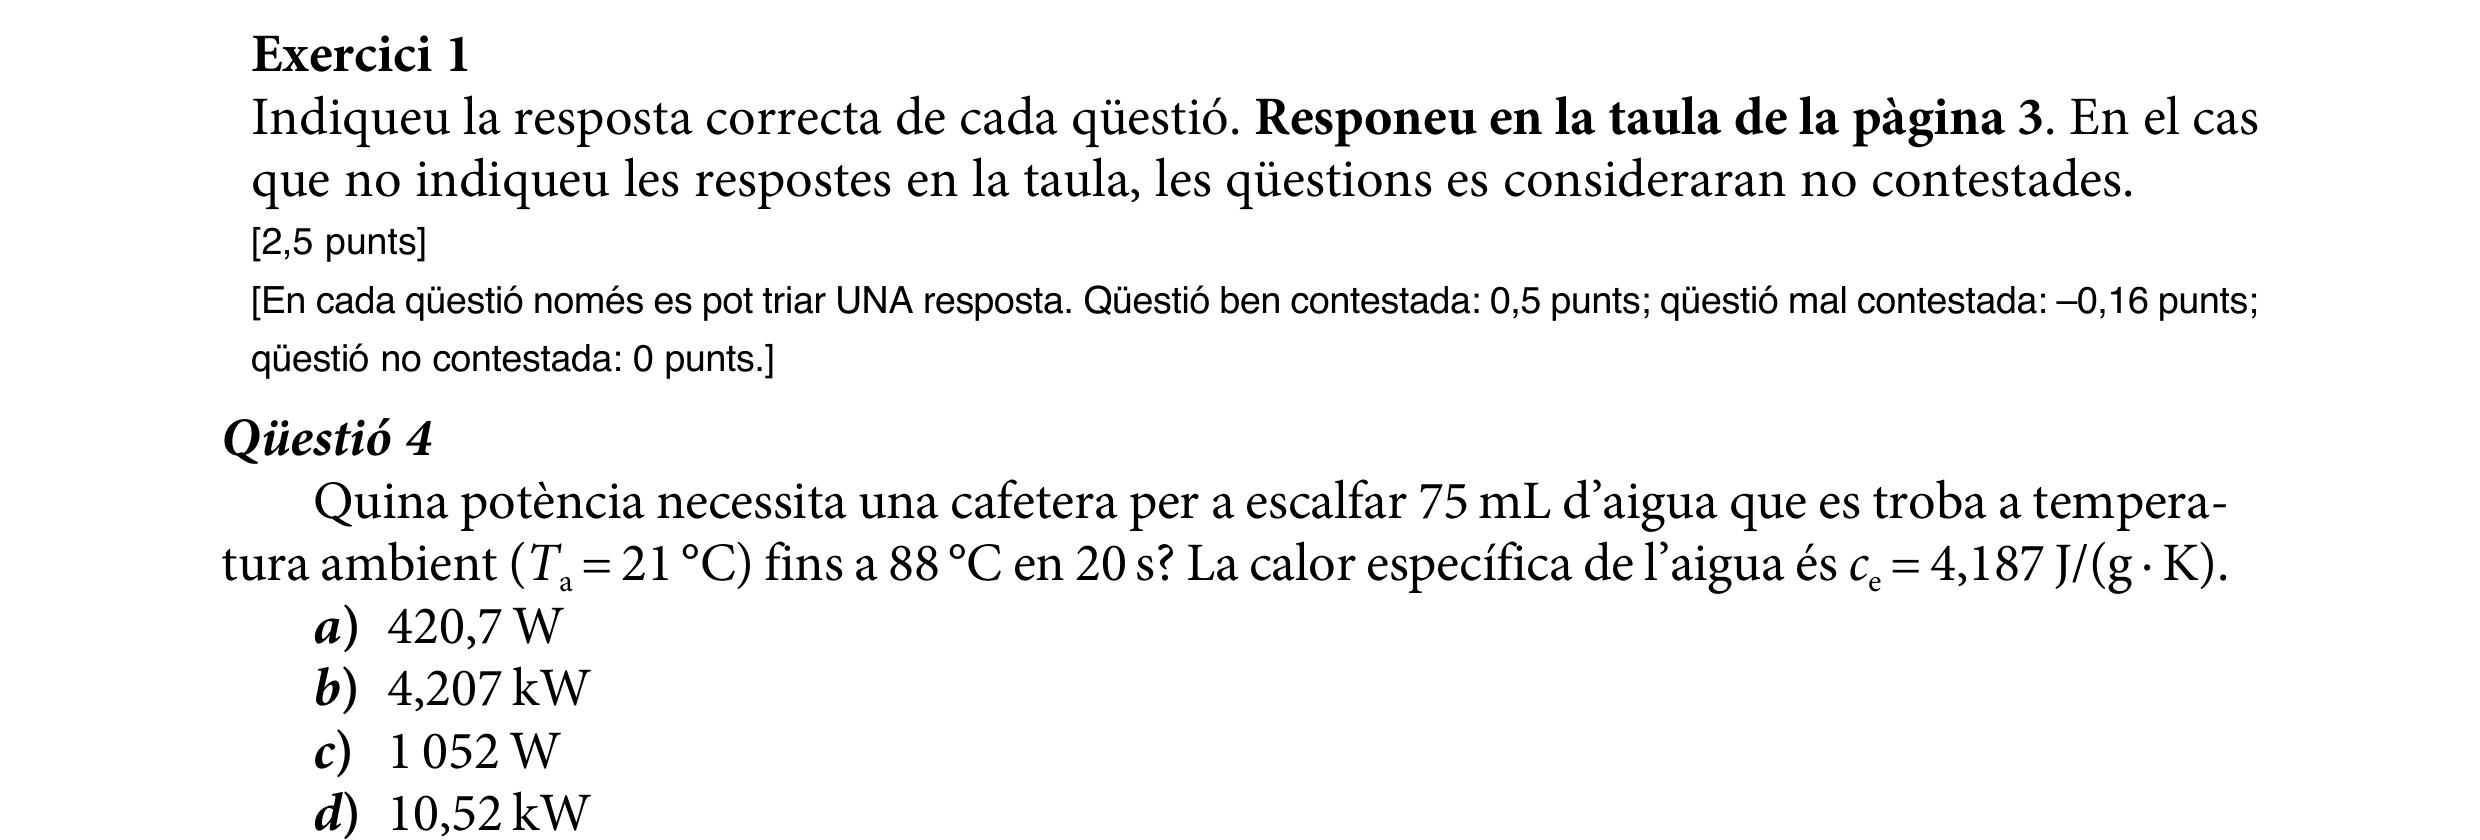 Exercici 1
Indiqueu la resposta correcta de cada qüestió. Responeu en la taula de la pàgina 3. En el cas
que no indiqueu les respostes en la taula, les qüestions es consideraran no contestades.
[2,5 punts]
[En cada qüestió només es pot triar UNA resposta. Qüestió ben contestada: 0,5 punts; qüestió mal contestada: –0,16 punts;
qüestió no contestada: 0 punts.]
Qüestió 4
Quina potència necessita una cafetera per a escalfar 75 mL d’aigua que es troba a tempera-
tura ambient (Tₐ = 21 °C) fins a 88 °C en 20 s? La calor específica de l’aigua és cₑ = 4,187 J/(g · K).
a) 420,7 W
b) 4,207 kW
c) 1 052 W
d) 10,52 kW